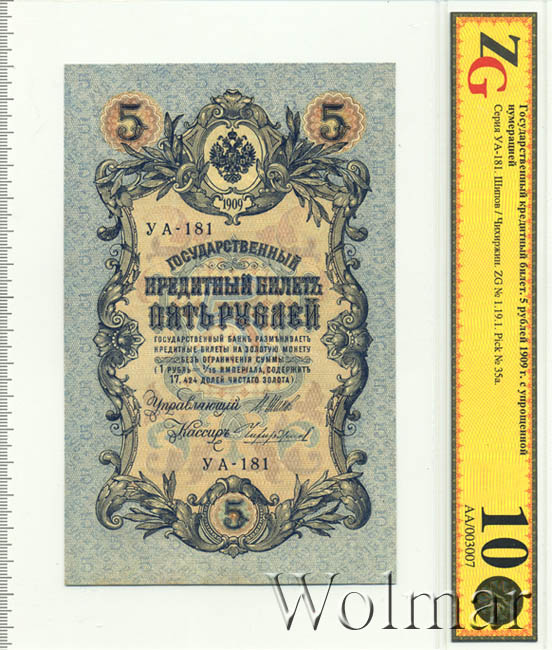 5 5
1909
УА-181
ГОСУДАРСТВЕННЫЙ
КРЕДИТНЫЙ БИЛЕТЪ
ПЯТЬ РУБЛЕЙ
ГОСУДАРСТВЕННЫЙ БАНКЪ РАЗМѢНИВАЕТЪ
КРЕДИТНЫЕ БИЛЕТЫ НА ЗОЛОТУЮ МОНЕТУ
БЕЗЪ ОГРАНИЧЕНІЯ СУММЫ
(1 РУБЛЬ = 1/15 ИМПЕРІАЛА, СОДЕРЖИТЪ
17,424 ДОЛЕЙ ЧИСТАГО ЗОЛОТА)
Управляющій
Кассиръ
УА-181
5
ZG
Государственный кредитный билет. 5 рублей 1909 г. с упрощенной
нумерацией
Серия УА-181. Шипов / Чихиржин. ZG № 1.19.1. Pick № 35a.
10
AA/003007
Wolmar